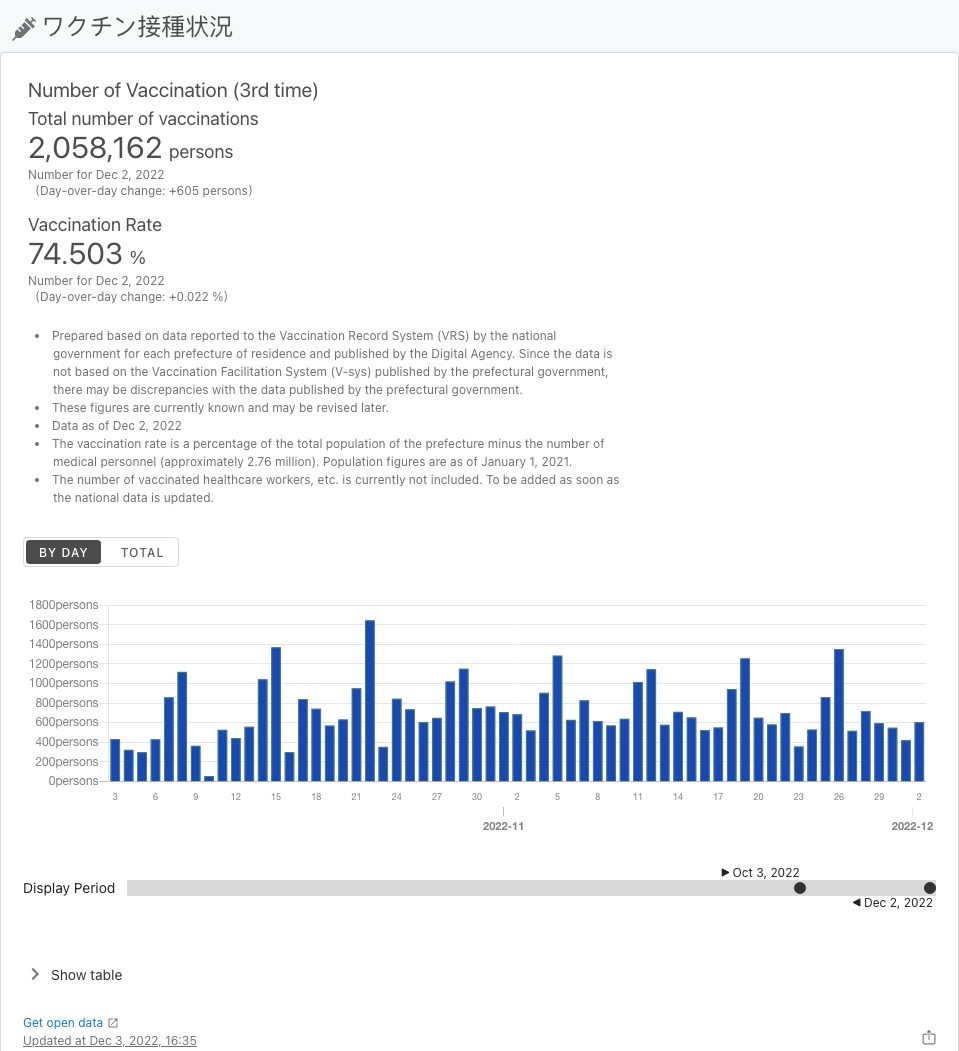 ワクチン接種状況
Number of Vaccination (3rd time)
Total number of vaccinations
2,058,162 persons
Number for Dec 2, 2022
(Day-over-day change: +605 persons)
Vaccination Rate
74.503 %
Number for Dec 2, 2022
(Day-over-day change: +0.022 %)
• Prepared based on data reported to the Vaccination Record System (VRS) by the national
government for each prefecture of residence and published by the Digital Agency. Since the data is
not based on the Vaccination Facilitation System (V-sys) published by the prefectural government,
there may be discrepancies with the data published by the prefectural government.
• These figures are currently known and may be revised later.
• Data as of Dec 2, 2022
• The vaccination rate is a percentage of the total population of the prefecture minus the number of
medical personnel (approximately 2.76 million). Population figures are as of January 1, 2021.
• The number of vaccinated healthcare workers, etc. is currently not included. To be added as soon as
the national data is updated.
BY DAY TOTAL
1800persons
1600persons
1400persons
1200persons
1000persons
800persons
600persons
400persons
200persons
0persons
3 6 9 12 15 18 21 24 27 30 2 5 8 11 14 17 20 23 26 29 2
2022-11 2022-12
Oct 3, 2022
Display Period
Dec 2, 2022
Show table
Get open data
Updated at Dec 3, 2022, 16:35